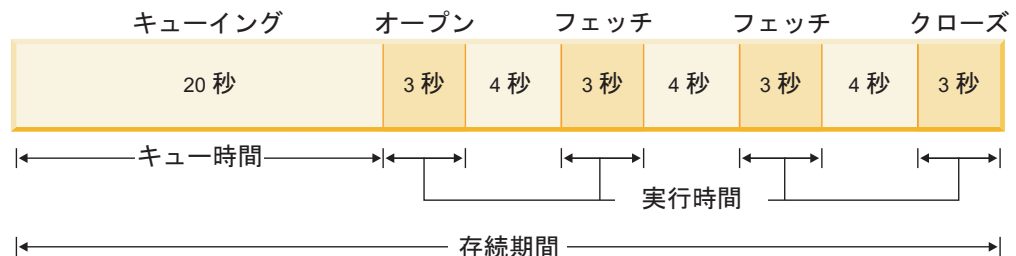 キューイング オープン フェッチ フェッチ クローズ
20 秒 3 秒 4 秒 3 秒 4 秒 3 秒 4 秒 3 秒
キュー時間
実行時間
存続期間